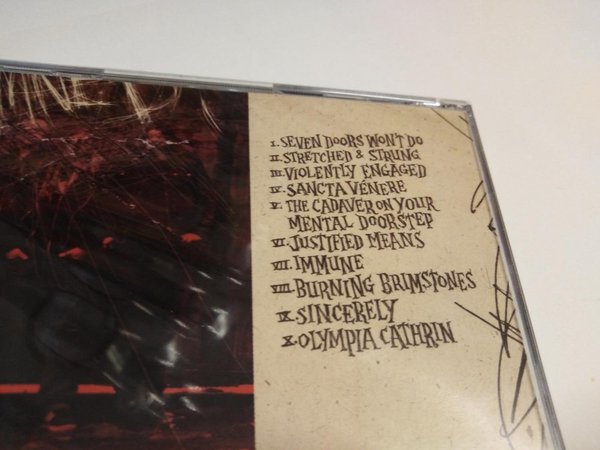 I. SEVEN DOORS WON'T DO
II. STRETCHED & STRUNG
III. VIOLENTLY ENGAGED
IV. SANCTA VENERE
V. THE CADAVER ON YOUR
MENTAL DOORSTEP
VI. JUSTIFIED MEANS
VII. IMMUNE
VIII. BURNING BRIMSTONES
IX. SINCERELY
X. OLYMPIA CATHRIN